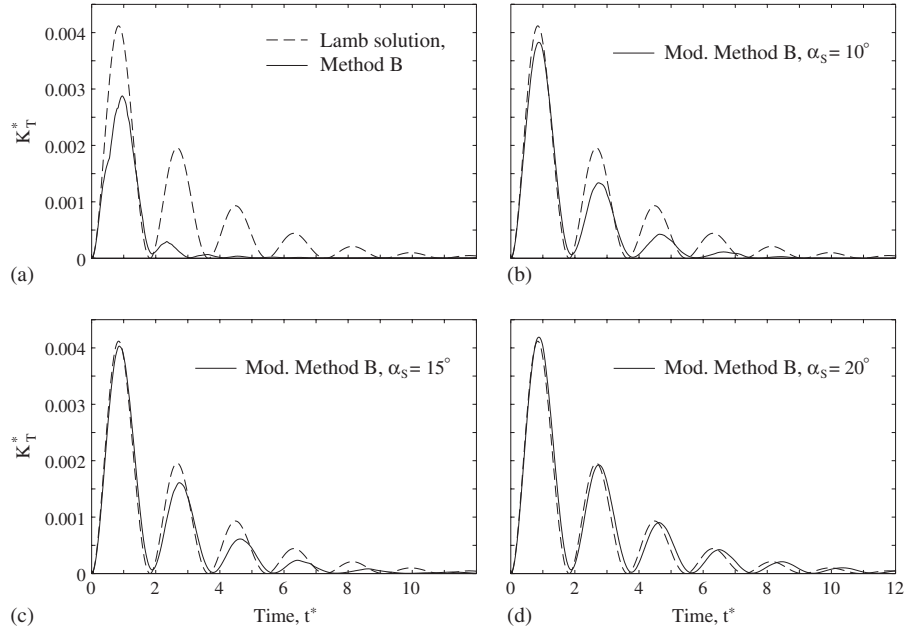 0.004
0.003
0.002
0.001
0
K*T
Lamb solution,
Method B
(a)
Mod. Method B, αS= 10°
(b)
0.004
0.003
0.002
0.001
0
K*T
Mod. Method B, αS= 15°
0 2 4 6 8 10
Time, t*
(c)
Mod. Method B, αS= 20°
0 2 4 6 8 10 12
Time, t*
(d)